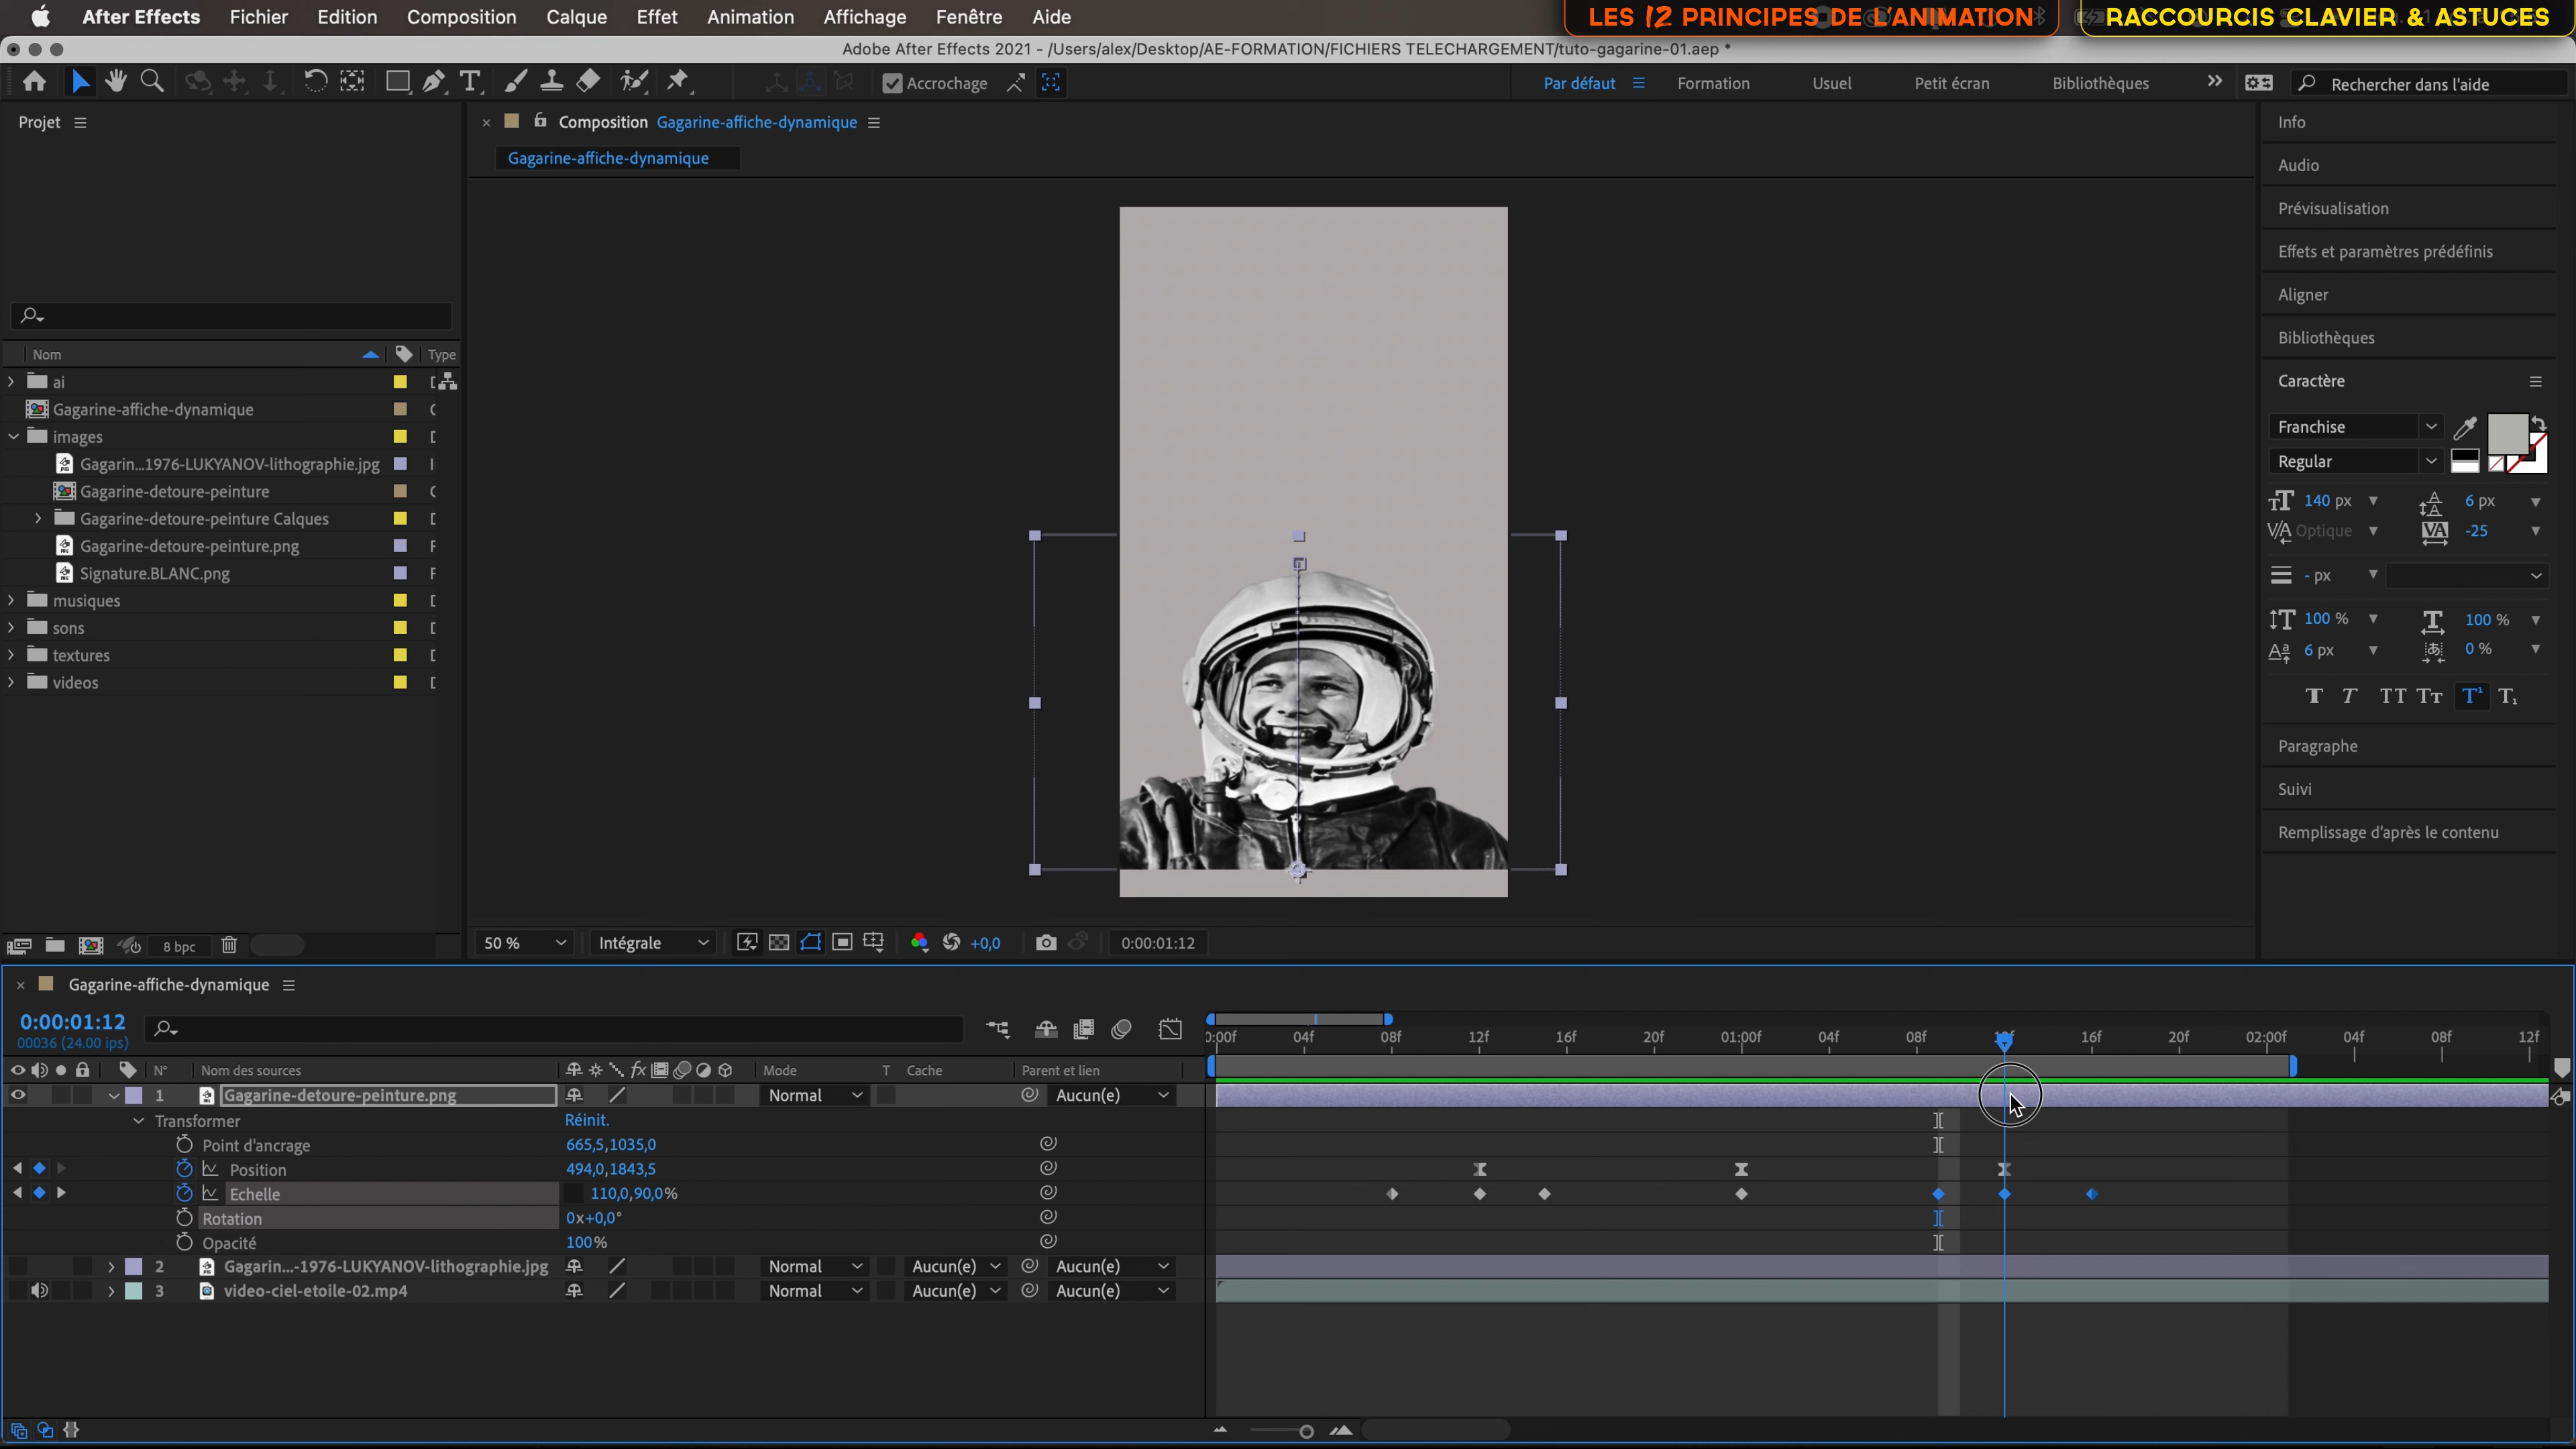 After Effects Fichier Edition Composition Calque Effet Animation Affichage Fenêtre Aide
LES 12 PRINCIPES DE L'ANIMATION
RACCOURCIS CLAVIER & ASTUCES
Adobe After Effects 2021 - /Users/alex/Desktop/AE-FORMATION/FICHIERS TELECHARGEMENT/tuto-gagarine-01.aep *
Accrochage
Par défaut Formation Usuel Petit écran Bibliothèques
Rechercher dans l'aide
Projet
Composition Gagarine-affiche-dynamique
Gagarine-affiche-dynamique
Nom Type
ai
Gagarine-affiche-dynamique
images
Gagarin...1976-LUKYANOV-lithographie.jpg
Gagarine-detoure-peinture
Gagarine-detoure-peinture Calques
Gagarine-detoure-peinture.png
Signature.BLANC.png
musiques
sons
textures
videos
8 bpc
50 % Intégrale +0,0 0:00:01:12
Info
Audio
Prévisualisation
Effets et paramètres prédéfinis
Aligner
Bibliothèques
Caractère
Franchise
Regular
140 px 6 px
Optique -25
- px
100 % 100 %
6 px 0 %
Paragraphe
Suivi
Remplissage d'après le contenu
Gagarine-affiche-dynamique
0:00:01:12
00036 (24.00 ips)
0:00f 04f 08f 12f 16f 20f 01:00f 04f 08f 12f 16f 20f 02:00f 04f 08f 12f
N° Nom des sources Mode T Cache Parent et lien
1 Gagarine-detoure-peinture.png Normal Aucun(e)
Transformer Réinit.
Point d'ancrage 665,5,1035,0
Position 494,0,1843,5
Echelle 110,0,90,0%
Rotation 0x+0,0°
Opacité 100%
2 Gagarin...-1976-LUKYANOV-lithographie.jpg Normal Aucun(e) Aucun(e)
3 video-ciel-etoile-02.mp4 Normal Aucun(e) Aucun(e)